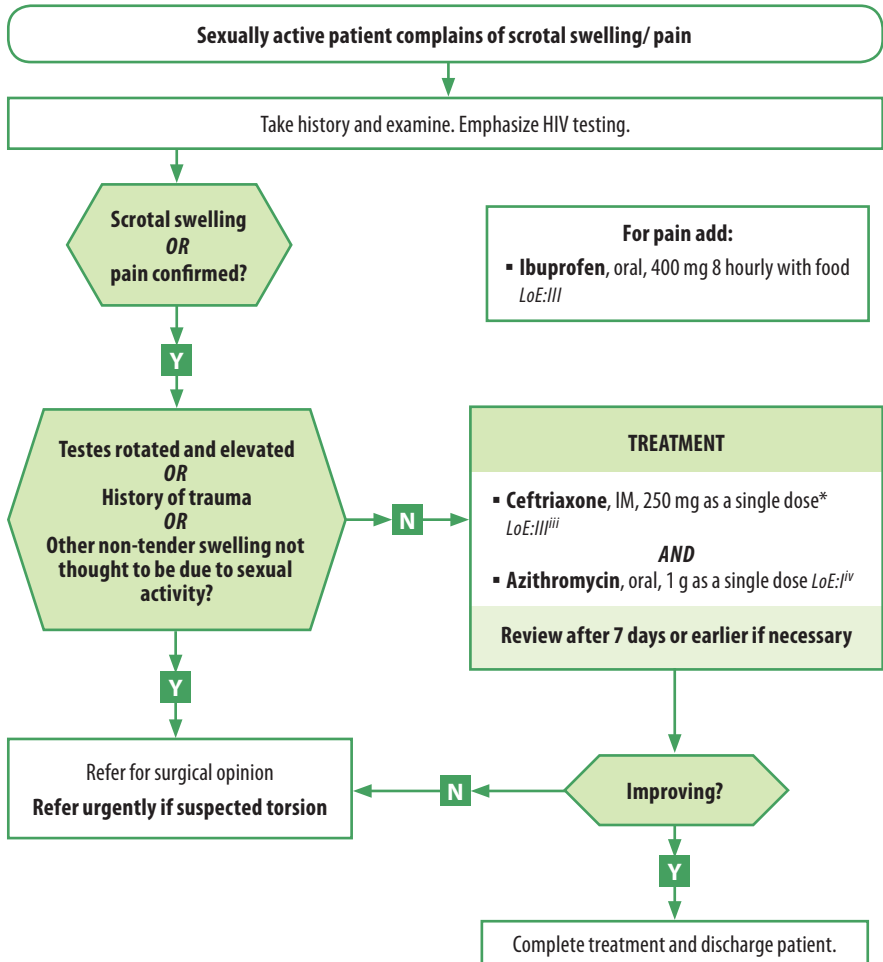 Sexually active patient complains of scrotal swelling/ pain
Take history and examine. Emphasize HIV testing.
Scrotal swelling
OR
pain confirmed?
For pain add:
▪ Ibuprofen, oral, 400 mg 8 hourly with food
LoE:III
Y
Testes rotated and elevated
OR
History of trauma
OR
Other non-tender swelling not
thought to be due to sexual
activity?
N
TREATMENT
▪ Ceftriaxone, IM, 250 mg as a single dose*
LoE:III^iii
AND
▪ Azithromycin, oral, 1 g as a single dose LoE:I^iv
Review after 7 days or earlier if necessary
Y
Refer for surgical opinion
Refer urgently if suspected torsion
N
Improving?
Y
Complete treatment and discharge patient.